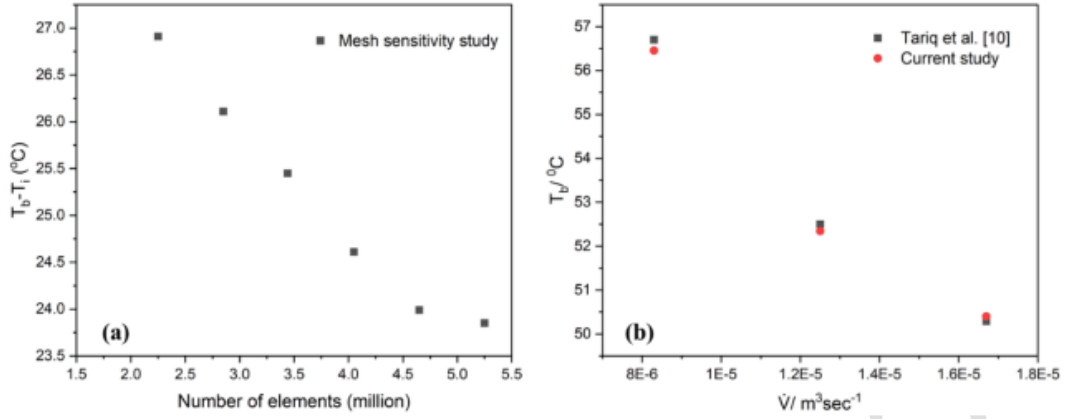 27.0
26.5
26.0
25.5
25.0
24.5
24.0
23.5
T_b-T_i (°C)
Mesh sensitivity study
(a)
1.5 2.0 2.5 3.0 3.5 4.0 4.5 5.0 5.5
Number of elements (million)
57
56
55
54
53
52
51
50
T_b/ ⁰C
Tariq et al. [10]
Current study
(b)
8E-6 1E-5 1.2E-5 1.4E-5 1.6E-5 1.8E-5
V̇/ m³sec⁻¹